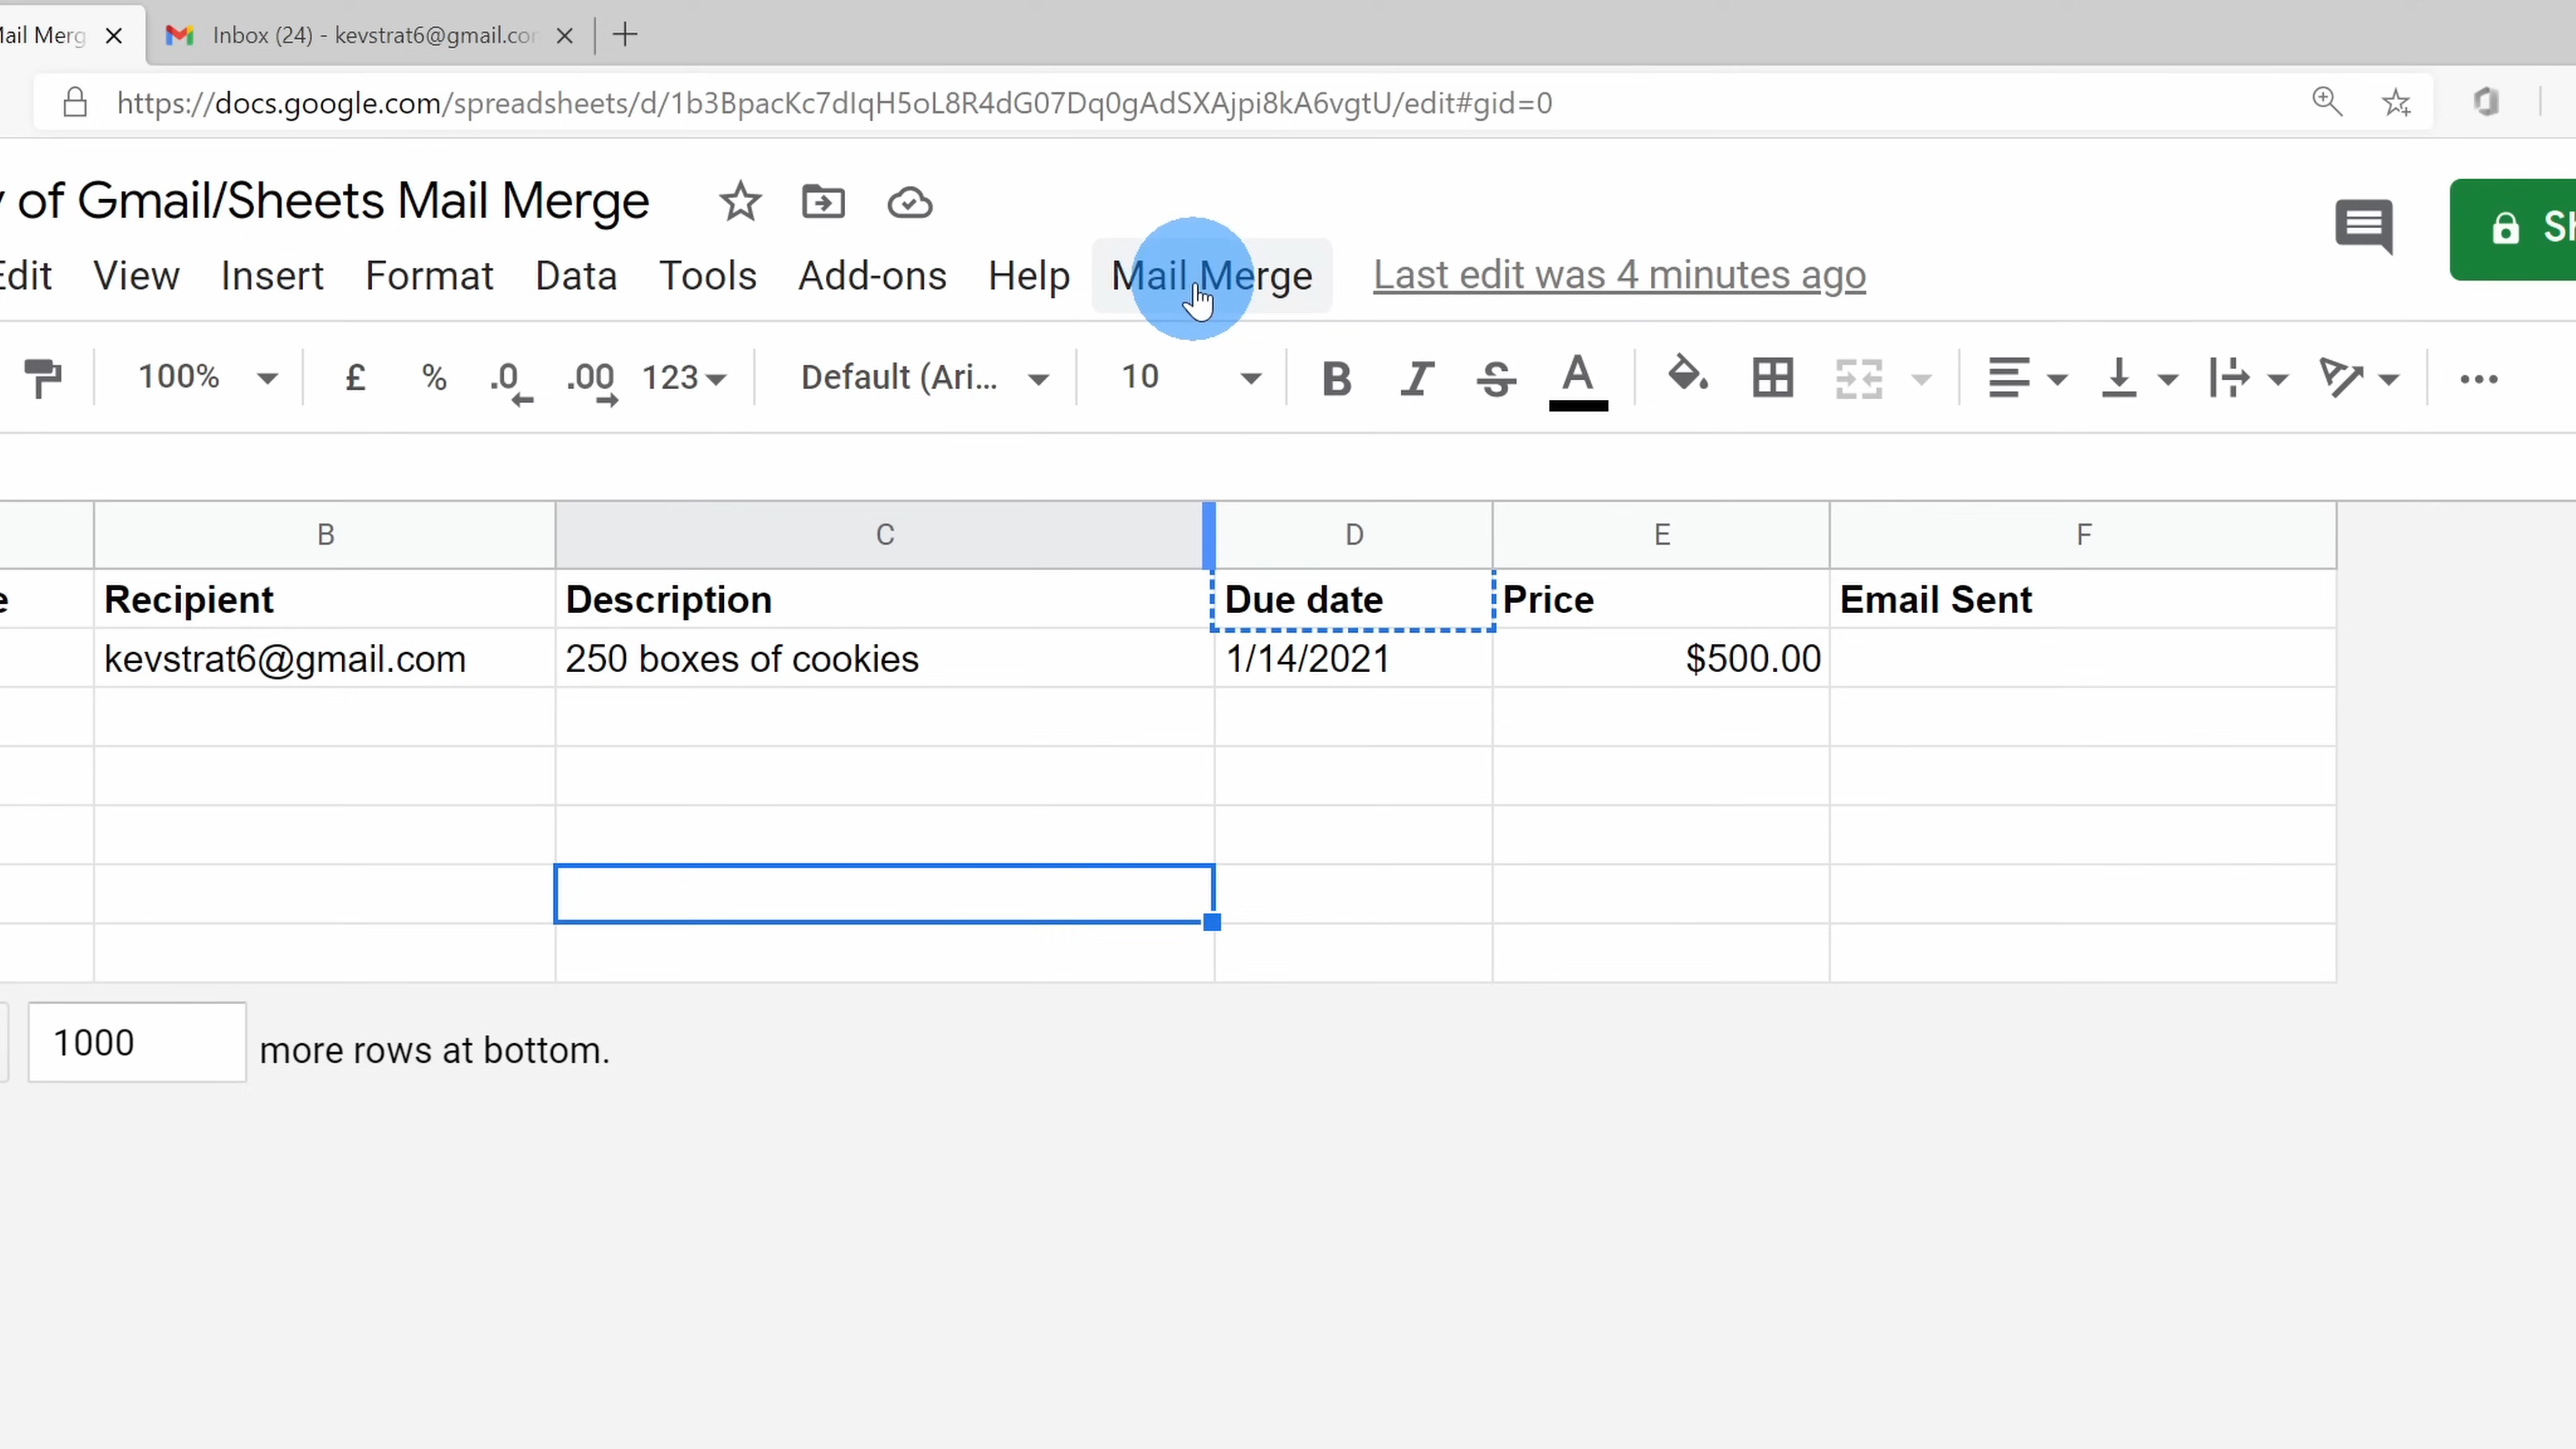 Mail Merg
Inbox (24) - kevstrat6@gmail.co
https://docs.google.com/spreadsheets/d/1b3BpacKc7dIqH5oL8R4dG07Dq0gAdSXAjpi8kA6vgtU/edit#gid=0
of Gmail/Sheets Mail Merge
Edit View Insert Format Data Tools Add-ons Help Mail Merge Last edit was 4 minutes ago
100% £ % .0 .00 123 Default (Ari... 10 B I S A
B C D E F
Recipient Description Due date Price Email Sent
kevstrat6@gmail.com 250 boxes of cookies 1/14/2021 $500.00
1000 more rows at bottom.